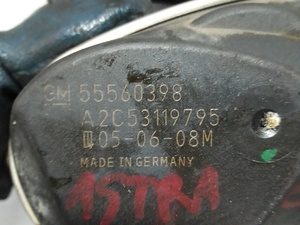 GM 55560398
A2C53119795
05-06-08M
MADE IN GERMANY
ASTRA